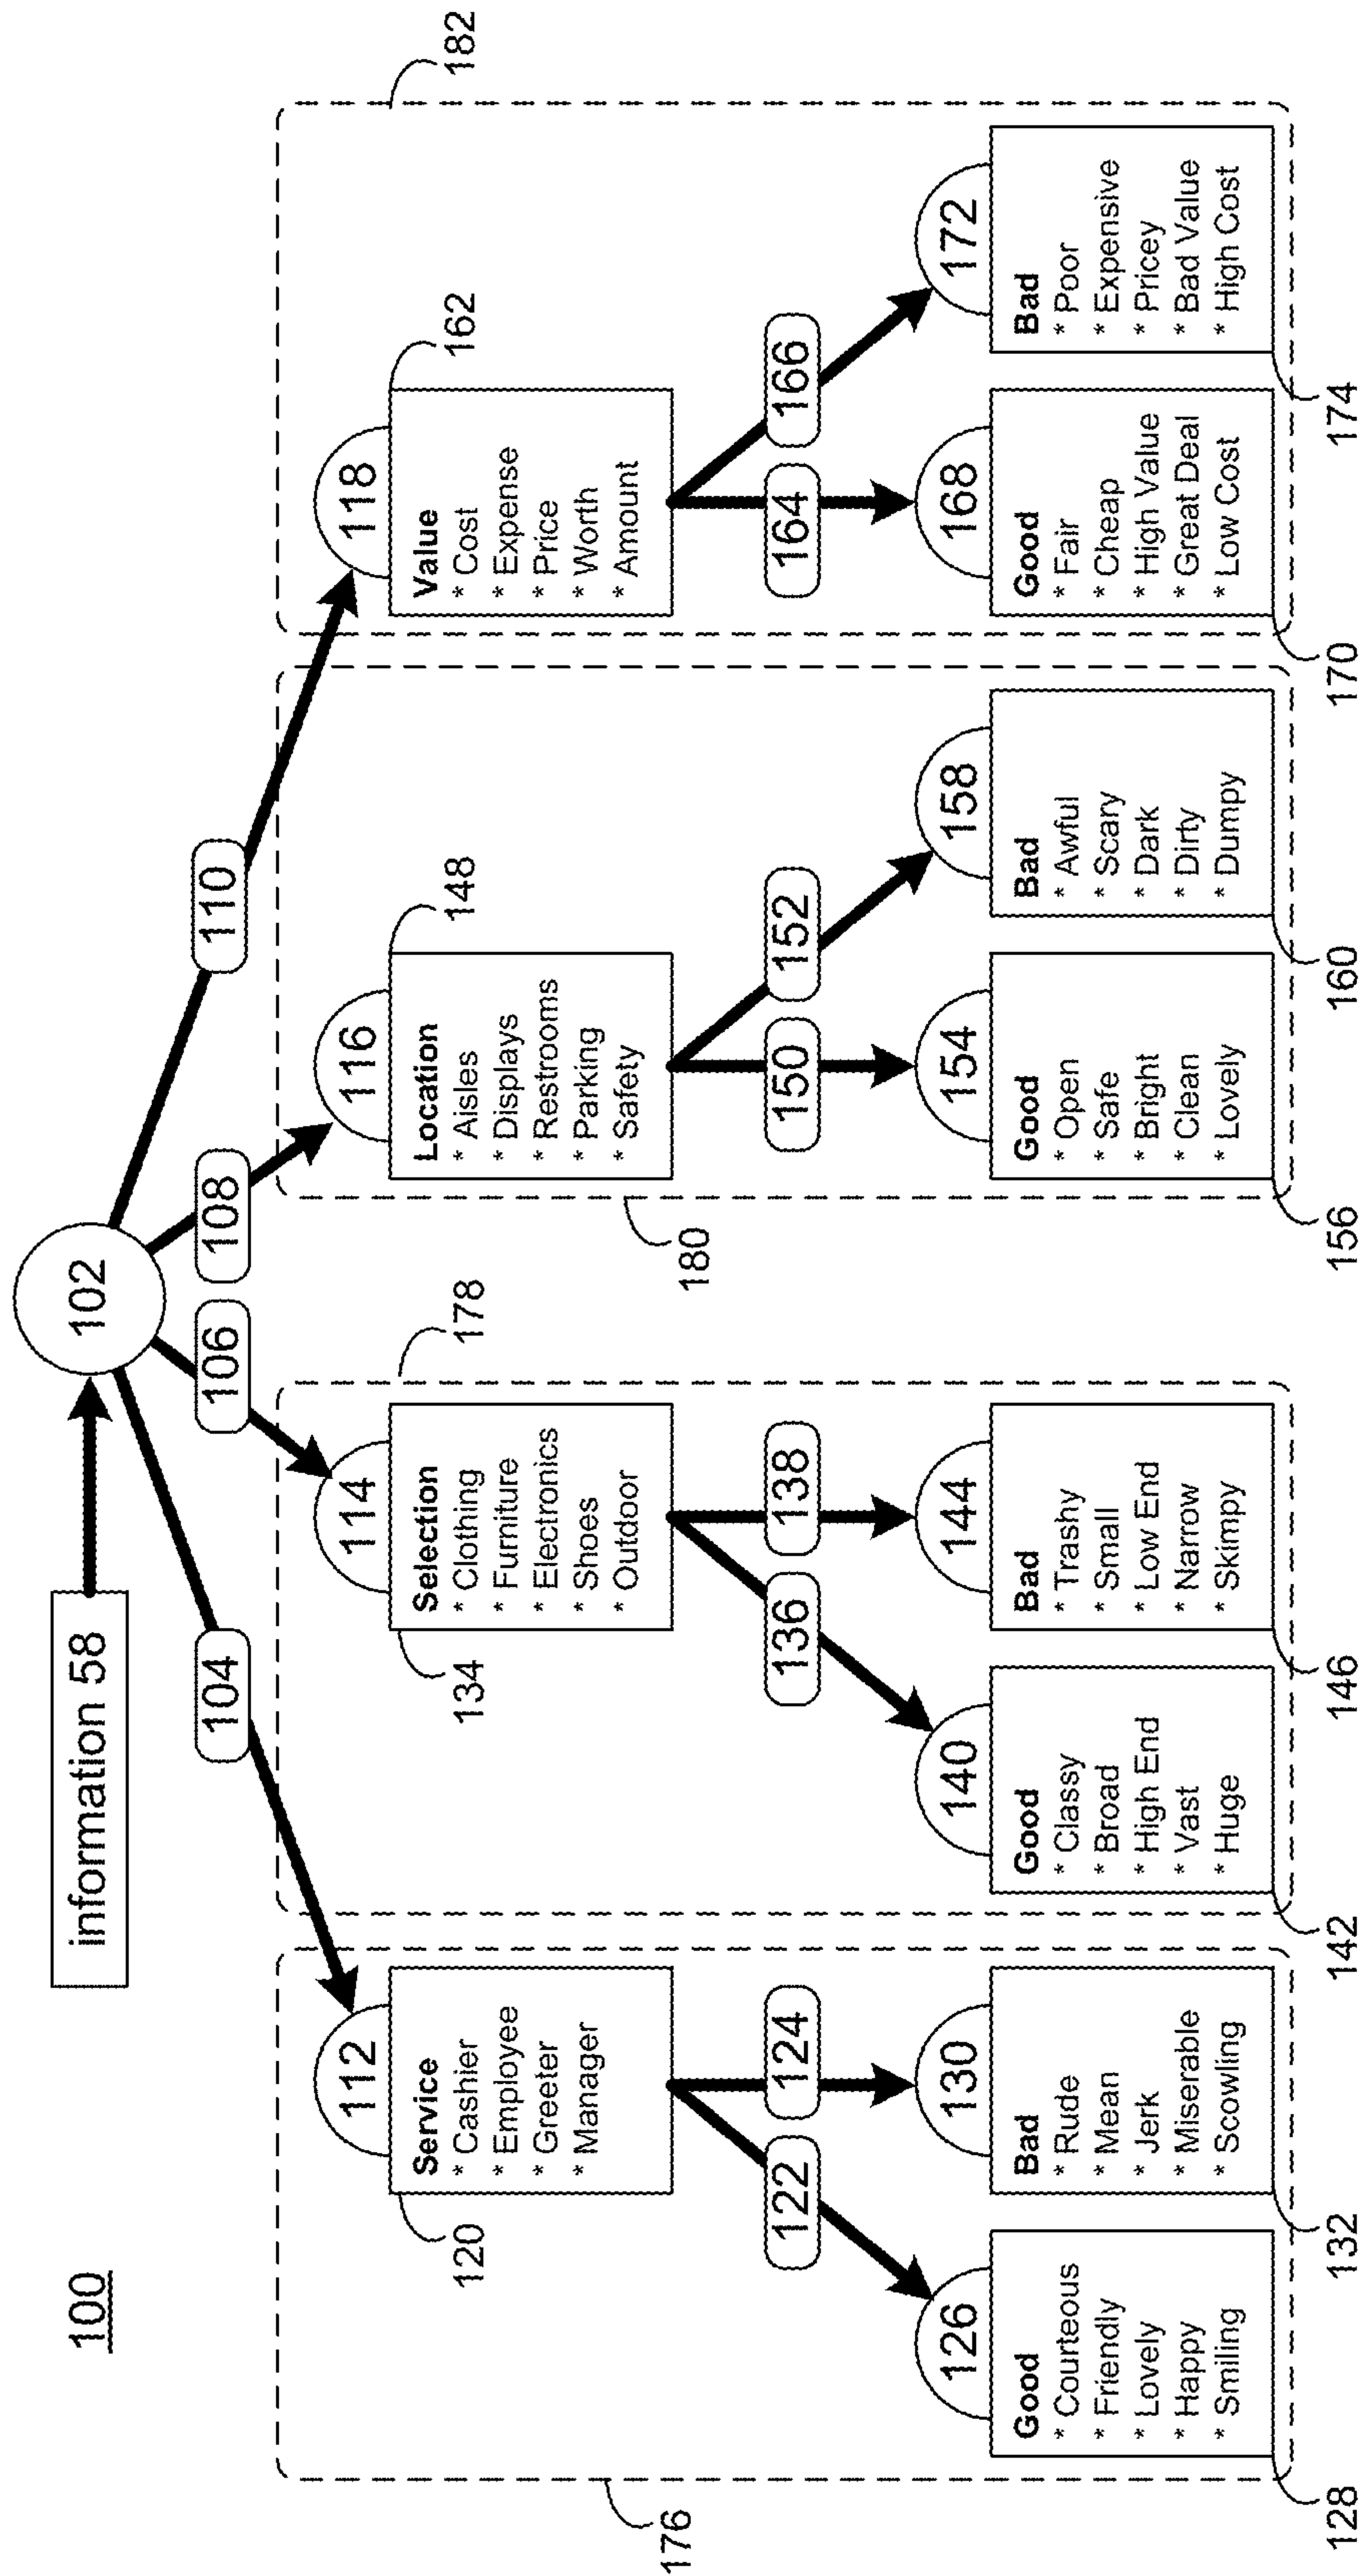 100
information 58
102
104
106
108
110
176
112
120
Service
* Cashier
* Employee
* Greeter
* Manager
122
124
126
Good
* Courteous
* Friendly
* Lovely
* Happy
* Smiling
128
130
Bad
* Rude
* Mean
* Jerk
* Miserable
* Scowling
132
178
114
134
Selection
* Clothing
* Furniture
* Electronics
* Shoes
* Outdoor
136
138
140
Good
* Classy
* Broad
* High End
* Vast
* Huge
142
144
Bad
* Trashy
* Small
* Low End
* Narrow
* Skimpy
146
180
116
148
Location
* Aisles
* Displays
* Restrooms
* Parking
* Safety
150
152
154
Good
* Open
* Safe
* Bright
* Clean
* Lovely
156
158
Bad
* Awful
* Scary
* Dark
* Dirty
* Dumpy
160
182
118
162
Value
* Cost
* Expense
* Price
* Worth
* Amount
164
166
168
Good
* Fair
* Cheap
* High Value
* Great Deal
* Low Cost
170
172
Bad
* Poor
* Expensive
* Pricey
* Bad Value
* High Cost
174